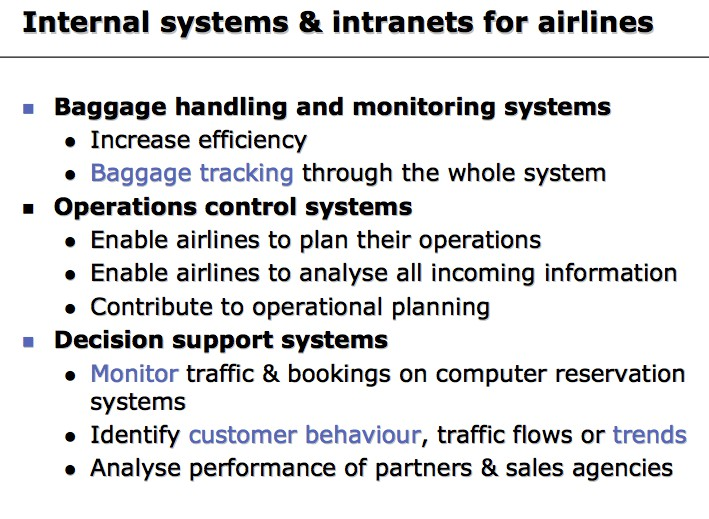 Internal systems & intranets for airlines
Baggage handling and monitoring systems
Increase efficiency
Baggage tracking through the whole system
Operations control systems
Enable airlines to plan their operations
Enable airlines to analyse all incoming information
Contribute to operational planning
Decision support systems
Monitor traffic & bookings on computer reservation
systems
Identify customer behaviour, traffic flows or trends
Analyse performance of partners & sales agencies